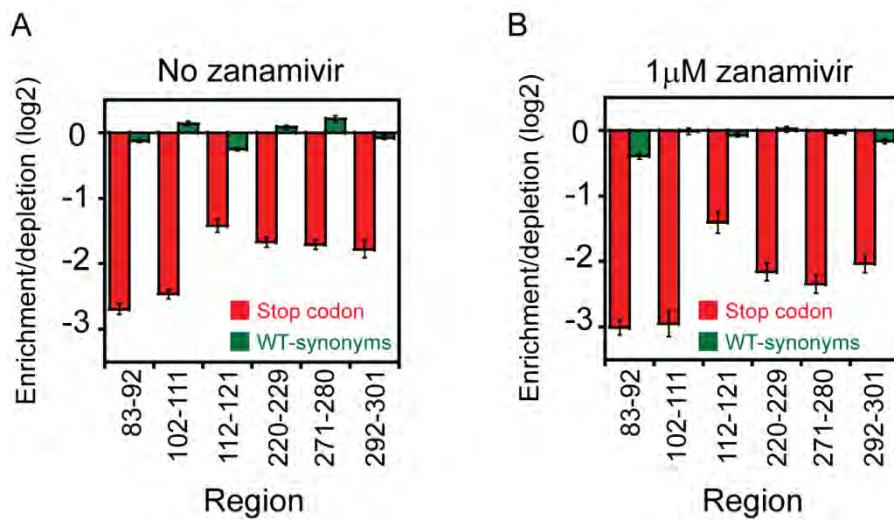 A
No zanamivir
Enrichment/depletion (log2)
0
-1
-2
-3
Stop codon
WT-synonyms
83-92
102-111
112-121
220-229
271-280
292-301
Region
B
1μM zanamivir
Enrichment/depletion (log2)
0
-1
-2
-3
Stop codon
WT-synonyms
83-92
102-111
112-121
220-229
271-280
292-301
Region